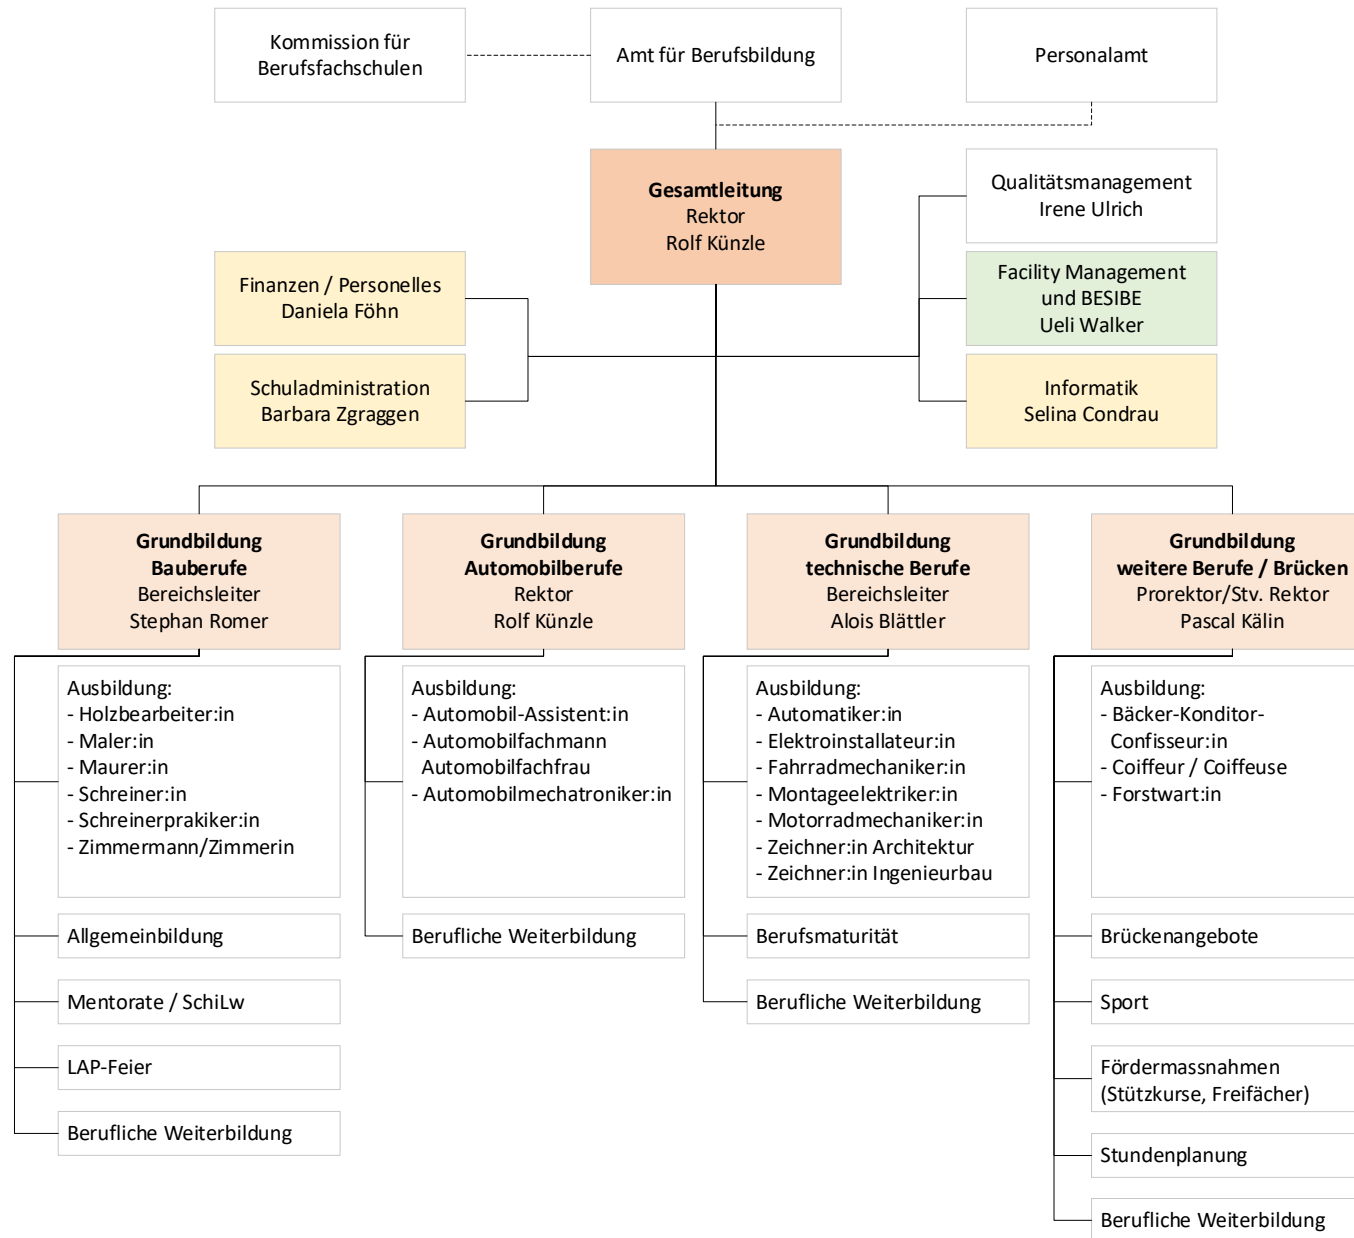 Kommission für
Berufsfachschulen
Amt für Berufsbildung
Personalamt
Gesamtleitung
Rektor
Rolf Künzle
Qualitätsmanagement
Irene Ulrich
Finanzen / Personelles
Daniela Föhn
Facility Management
und BESIBE
Ueli Walker
Schuladministration
Barbara Zgraggen
Informatik
Selina Condrau
Grundbildung
Bauberufe
Bereichsleiter
Stephan Romer
Grundbildung
Automobilberufe
Rektor
Rolf Künzle
Grundbildung
technische Berufe
Bereichsleiter
Alois Blättler
Grundbildung
weitere Berufe / Brücken
Prorektor/Stv. Rektor
Pascal Kälin
Ausbildung:
- Holzbearbeiter:in
- Maler:in
- Maurer:in
- Schreiner:in
- Schreinerprakiker:in
- Zimmermann/Zimmerin
Allgemeinbildung
Mentorate / SchiLw
LAP-Feier
Berufliche Weiterbildung
Ausbildung:
- Automobil-Assistent:in
- Automobilfachmann
Automobilfachfrau
- Automobilmechatroniker:in
Berufliche Weiterbildung
Ausbildung:
- Automatiker:in
- Elektroinstallateur:in
- Fahrradmechaniker:in
- Montageelektriker:in
- Motorradmechaniker:in
- Zeichner:in Architektur
- Zeichner:in Ingenieurbau
Berufsmaturität
Berufliche Weiterbildung
Ausbildung:
- Bäcker-Konditor-
Confisseur:in
- Coiffeur / Coiffeuse
- Forstwart:in
Brückenangebote
Sport
Fördermassnahmen
(Stützkurse, Freifächer)
Stundenplanung
Berufliche Weiterbildung